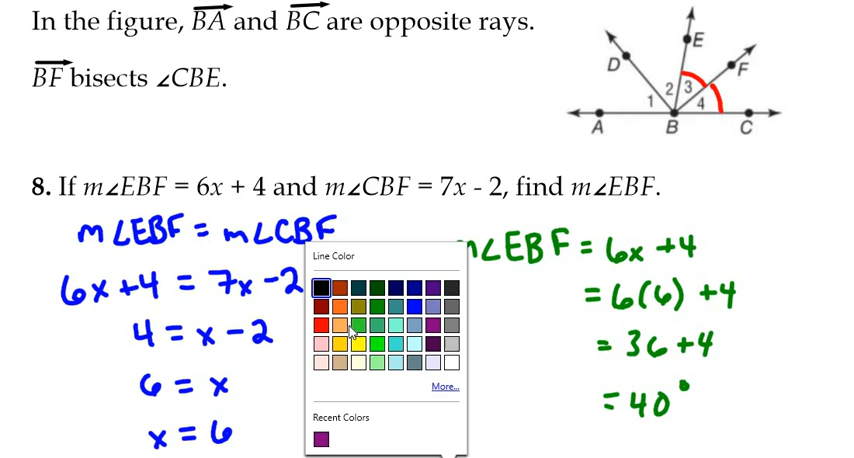 In the figure, BA and BC are opposite rays.
BF bisects ∠CBE.
E
D
F
2
3
1
4
A
B
C
8. If m∠EBF = 6x + 4 and m∠CBF = 7x - 2, find m∠EBF.
m∠EBF = m∠CBF
6x + 4 = 7x - 2
4 = x - 2
6 = x
x = 6
Line Color
More...
Recent Colors
m∠EBF = 6x + 4
= 6(6) + 4
= 36 + 4
= 40°